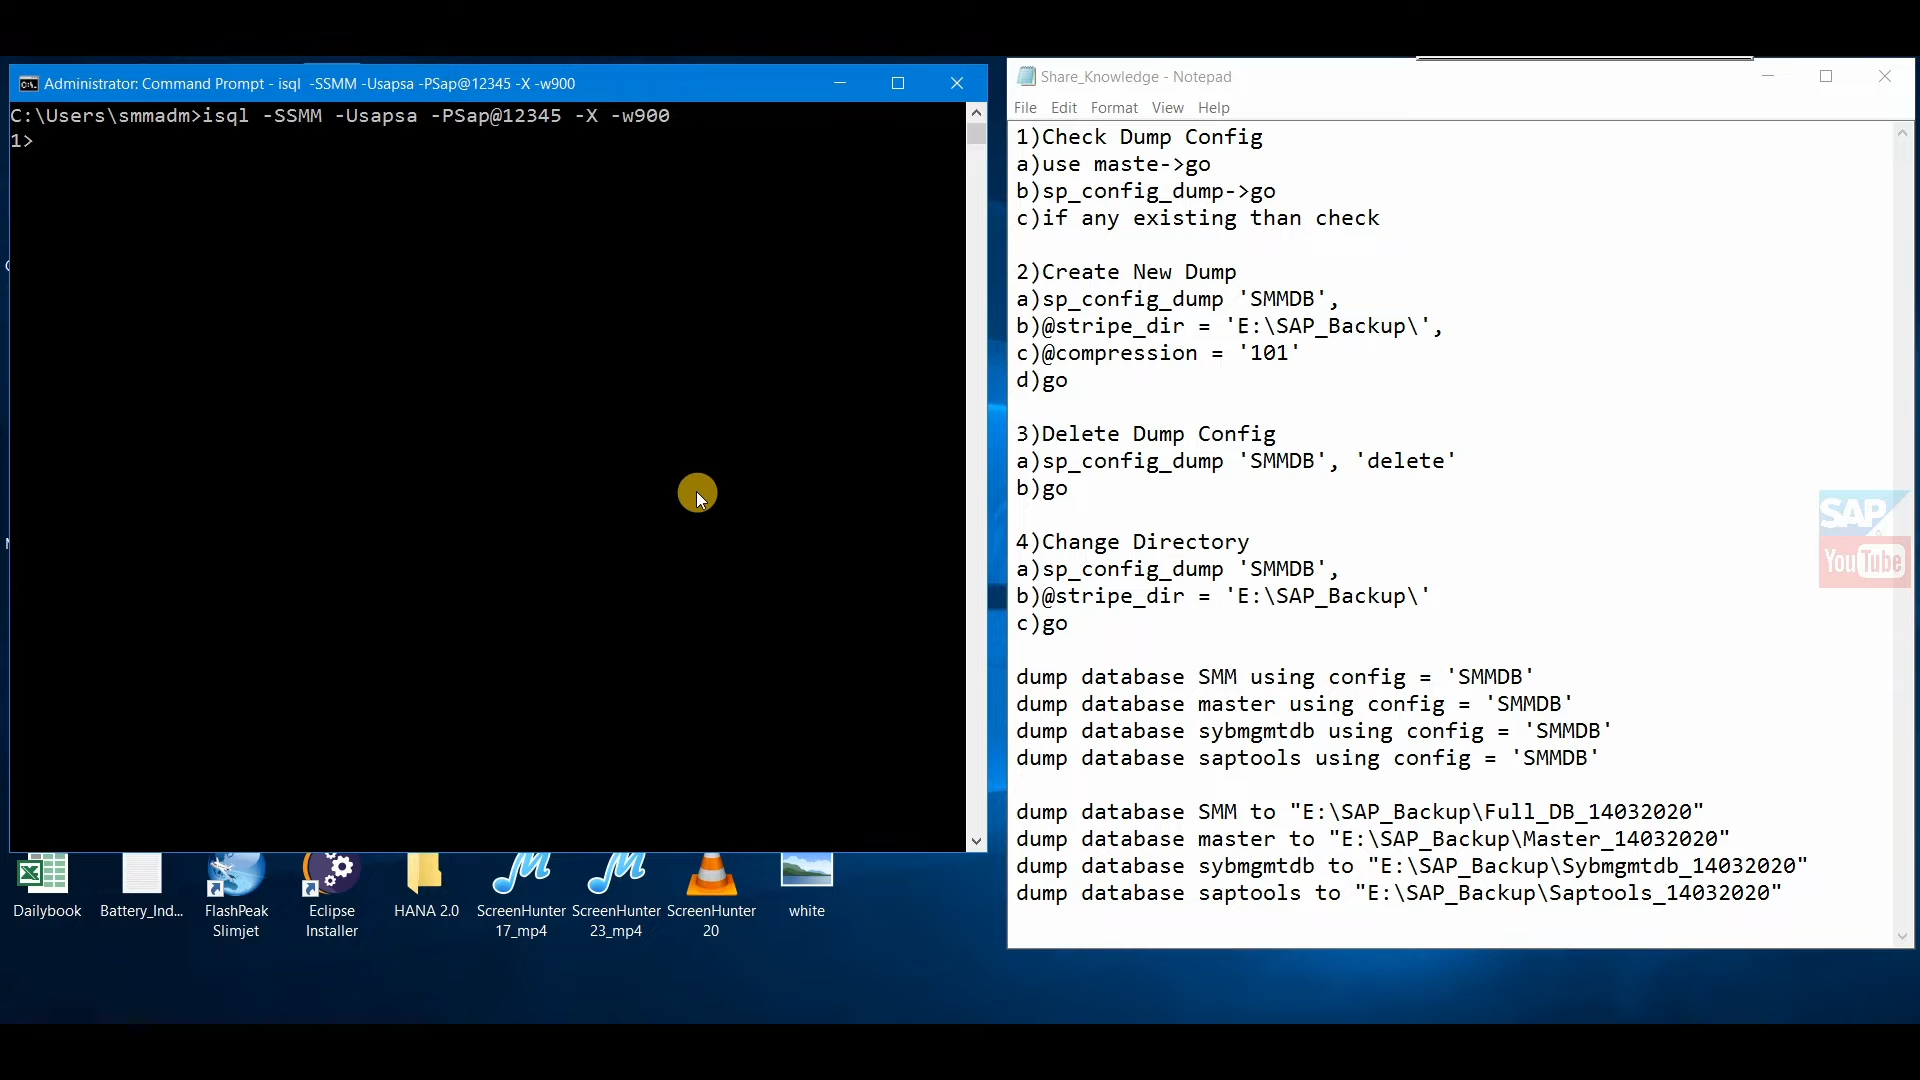 Administrator: Command Prompt - isql  -SSMM -Usapsa -PSap@12345 -X -w900
C:\Users\smmadm>isql -SSMM -Usapsa -PSap@12345 -X -w900
1>
Share_Knowledge - Notepad
File Edit Format View Help
1)Check Dump Config
a)use maste->go
b)sp_config_dump->go
c)if any existing than check
2)Create New Dump
a)sp_config_dump 'SMMDB',
b)@stripe_dir = 'E:\SAP_Backup\',
c)@compression = '101'
d)go
3)Delete Dump Config
a)sp_config_dump 'SMMDB', 'delete'
b)go
4)Change Directory
a)sp_config_dump 'SMMDB',
b)@stripe_dir = 'E:\SAP_Backup\'
c)go
dump database SMM using config = 'SMMDB'
dump database master using config = 'SMMDB'
dump database sybmgmtdb using config = 'SMMDB'
dump database saptools using config = 'SMMDB'
dump database SMM to "E:\SAP_Backup\Full_DB_14032020"
dump database master to "E:\SAP_Backup\Master_14032020"
dump database sybmgmtdb to "E:\SAP_Backup\Sybmgmtdb_14032020"
dump database saptools to "E:\SAP_Backup\Saptools_14032020"
SAP
YouTube
Dailybook
Battery_Ind...
FlashPeak
Slimjet
Eclipse
Installer
HANA 2.0
ScreenHunter
17_mp4
ScreenHunter
23_mp4
ScreenHunter
20
white